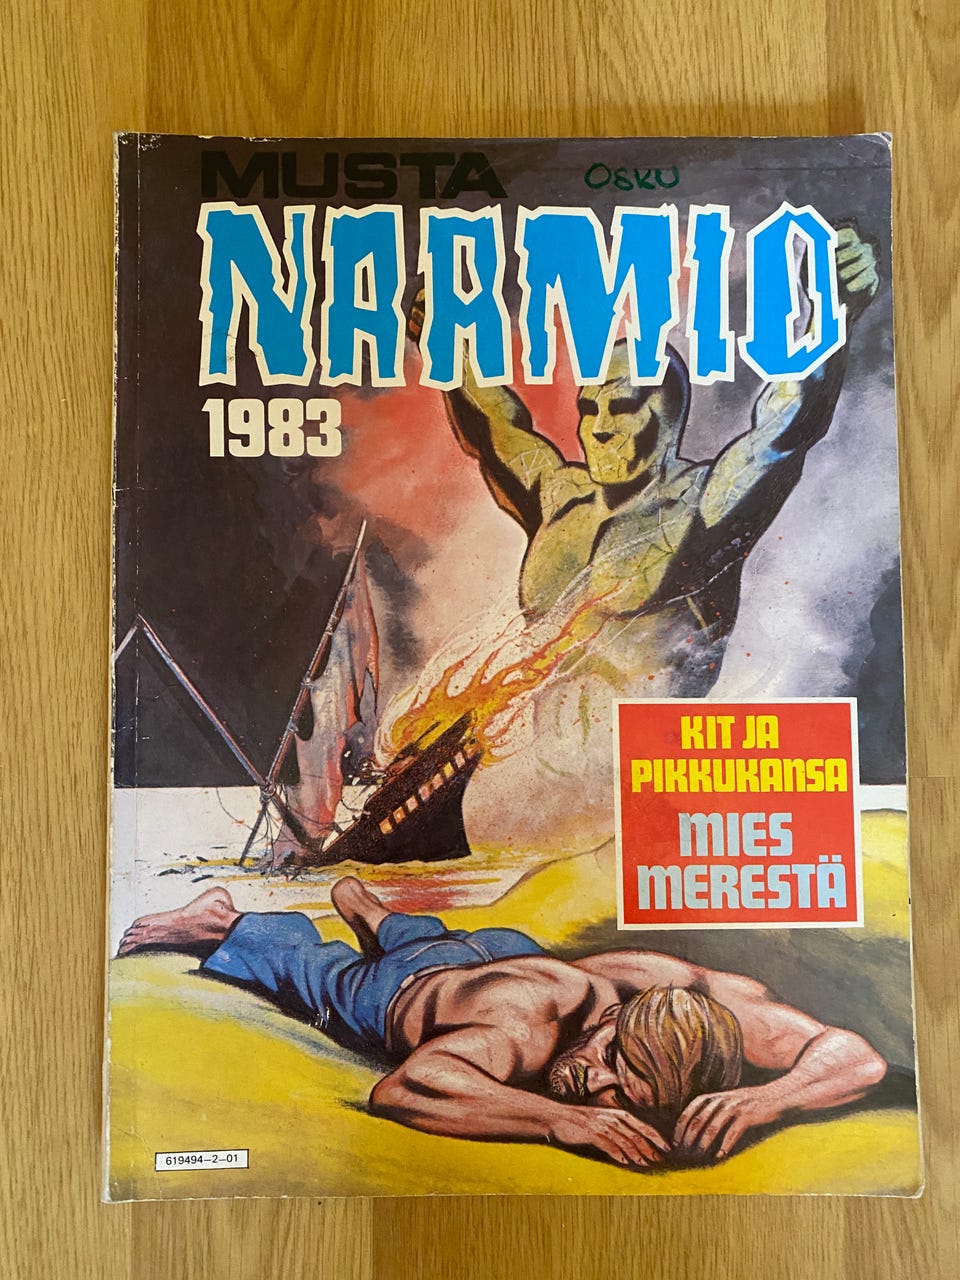 MUSTA
OSKU
NAAMIO
1983
KIT JA
PIKKUKANSA
MIES
MERESTÄ
619494-2-01